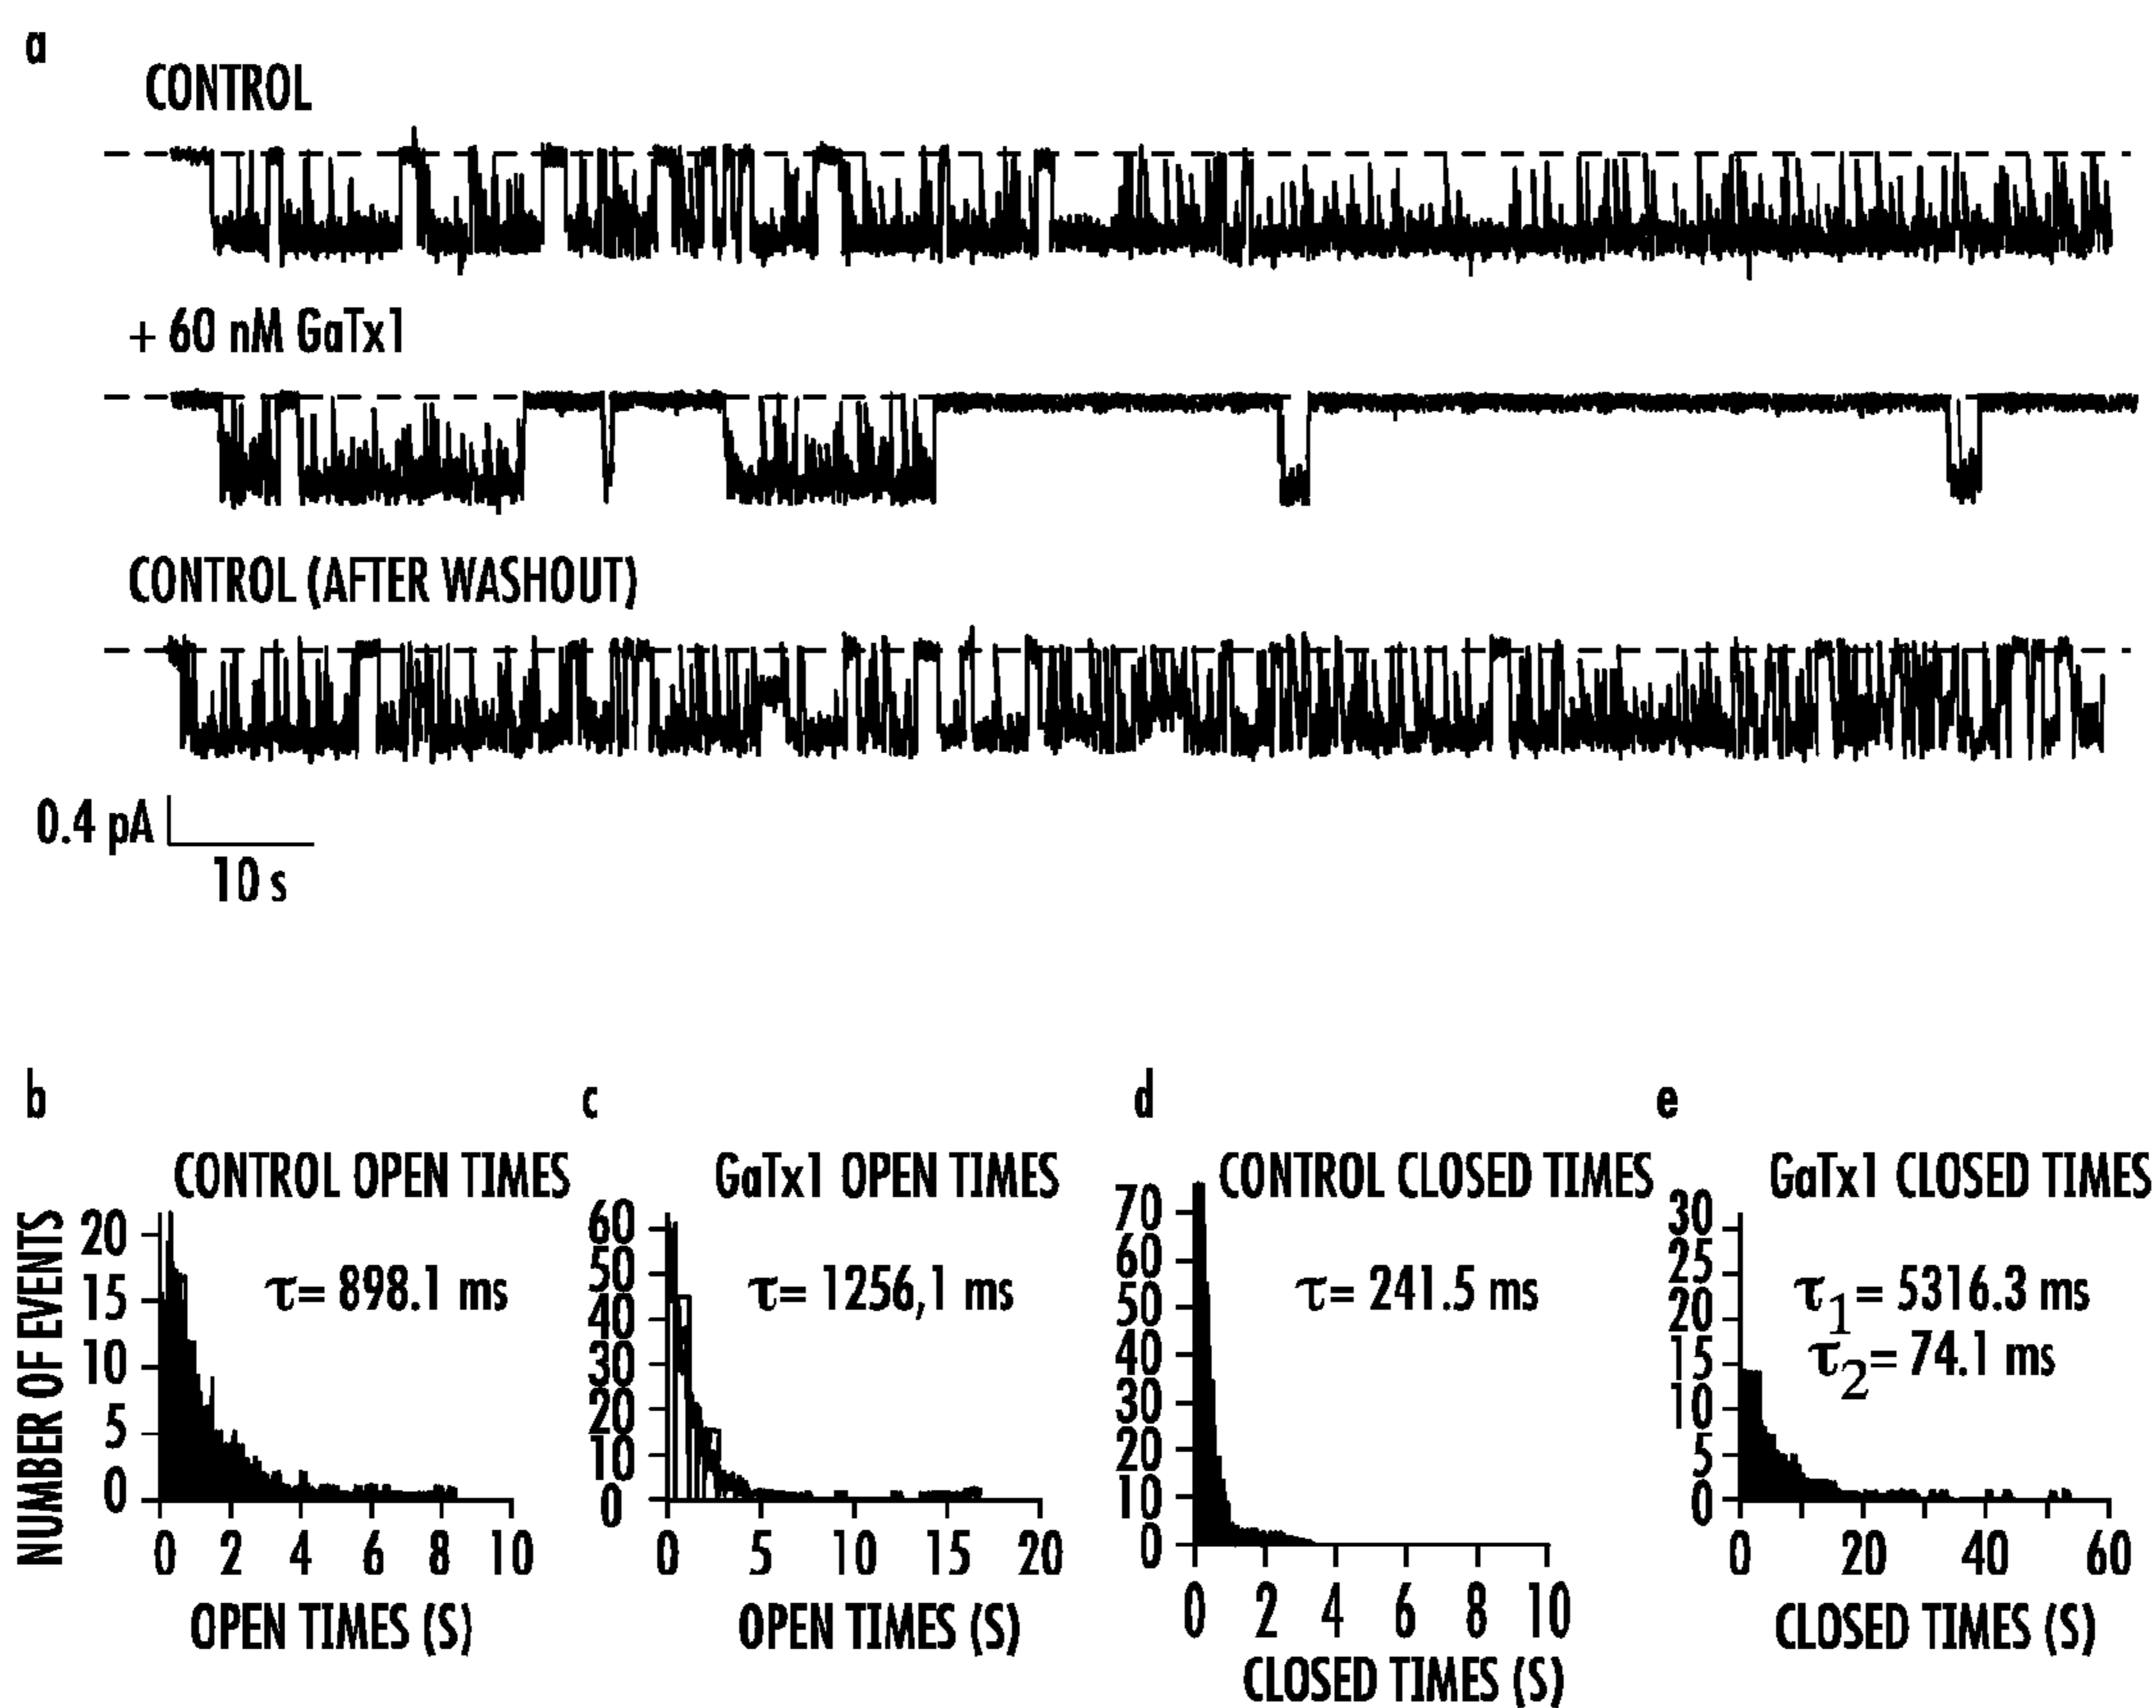 a
CONTROL
+ 60 nM GaTx1
CONTROL (AFTER WASHOUT)
0.4 pA
10 s
b
c
d
e
CONTROL OPEN TIMES
GaTx1 OPEN TIMES
CONTROL CLOSED TIMES
GaTx1 CLOSED TIMES
NUMBER OF EVENTS
20
15
10
5
0
τ= 898.1 ms
0 2 4 6 8 10
OPEN TIMES (S)
60
50
40
30
20
10
0
τ= 1256,1 ms
0 5 10 15 20
OPEN TIMES (S)
70
60
50
40
30
20
10
0
τ= 241.5 ms
0 2 4 6 8 10
CLOSED TIMES (S)
30
25
20
15
10
5
0
τ1= 5316.3 ms
τ2= 74.1 ms
0 20 40 60
CLOSED TIMES (S)